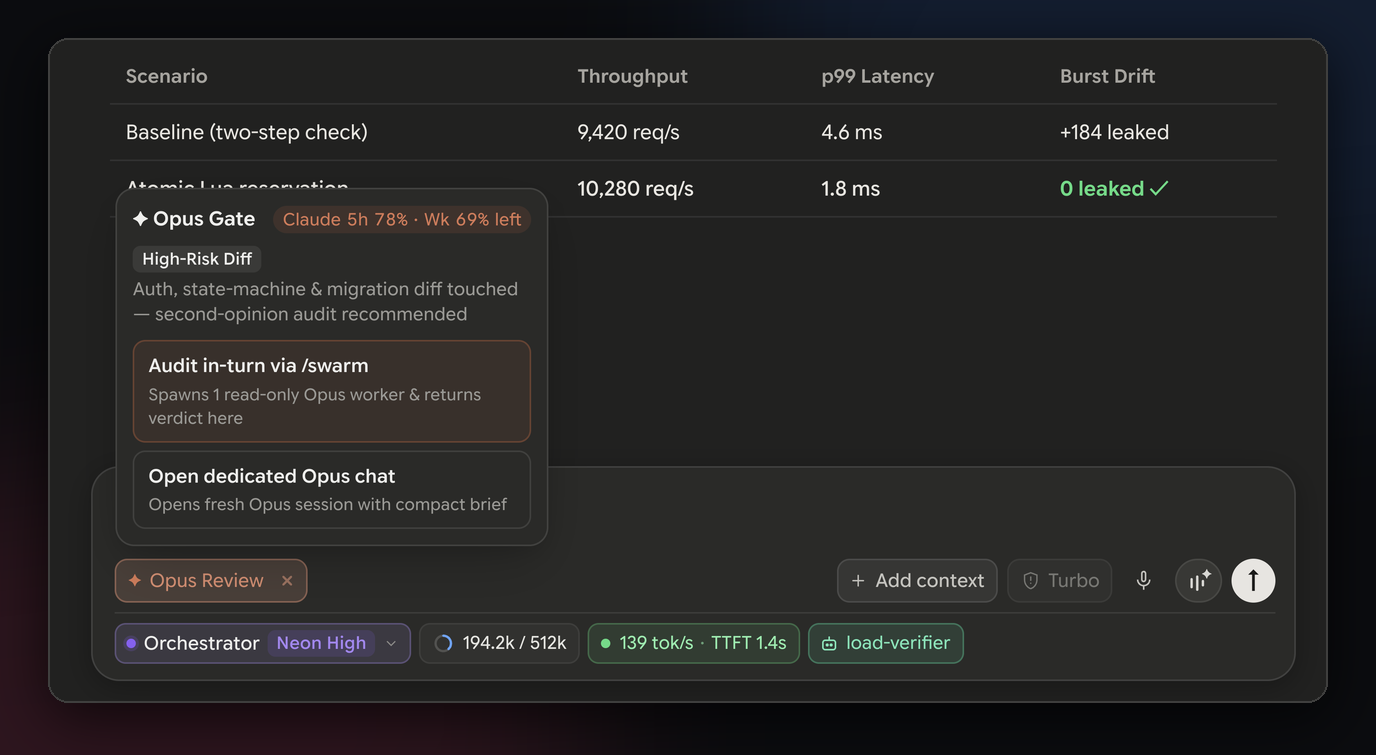 Scenario Throughput p99 Latency Burst Drift
Baseline (two-step check) 9,420 req/s 4.6 ms +184 leaked
Atomic Lua reservation 10,280 req/s 1.8 ms 0 leaked ✓
✦ Opus Gate Claude 5h 78% · Wk 69% left
High-Risk Diff
Auth, state-machine & migration diff touched
— second-opinion audit recommended
Audit in-turn via /swarm
Spawns 1 read-only Opus worker & returns
verdict here
Open dedicated Opus chat
Opens fresh Opus session with compact brief
✦ Opus Review × + Add context Turbo
Orchestrator Neon High 194.2k / 512k 139 tok/s · TTFT 1.4s load-verifier